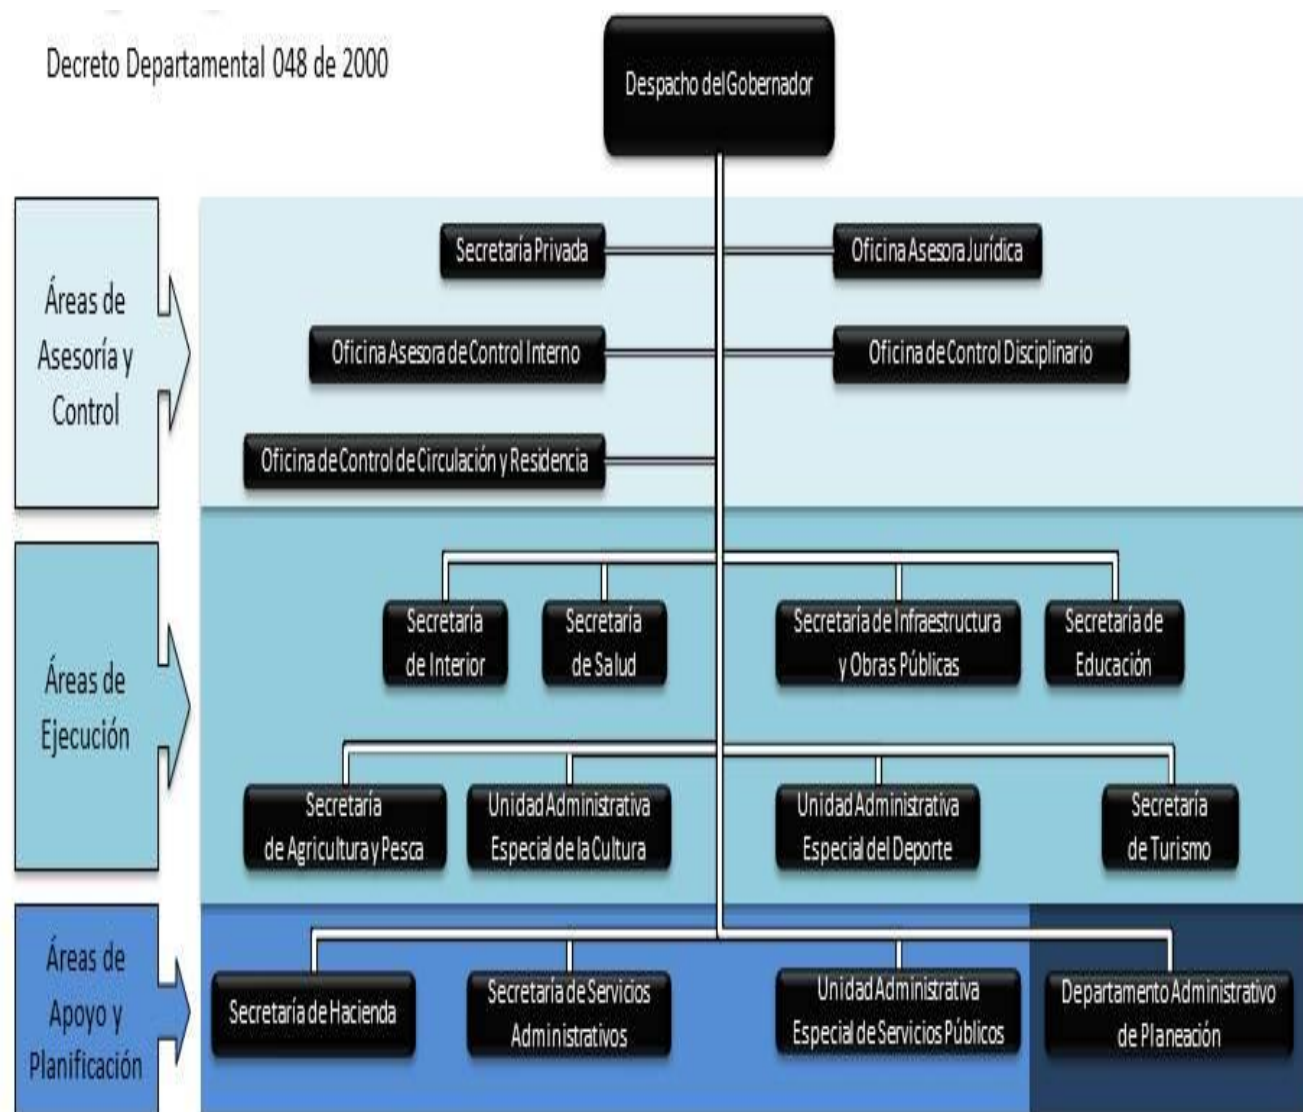 Decreto Departamental 048 de 2000
Despacho del Gobernador
Áreas de
Asesoría y
Control
Secretaría Privada
Oficina Asesora Jurídica
Oficina Asesora de Control Interno
Oficina de Control Disciplinario
Oficina de Control de Circulación y Residencia
Áreas de
Ejecución
Secretaría
de Interior
Secretaría
de Salud
Secretaría de Infraestructura
y Obras Públicas
Secretaría de
Educación
Secretaría
de Agricultura y Pesca
Unidad Administrativa
Especial de la Cultura
Unidad Administrativa
Especial del Deporte
Secretaría
de Turismo
Áreas de
Apoyo y
Planificación
Secretaría de Hacienda
Secretaría de Servicios
Administrativos
Unidad Administrativa
Especial de Servicios Públicos
Departamento Administrativo
de Planeación